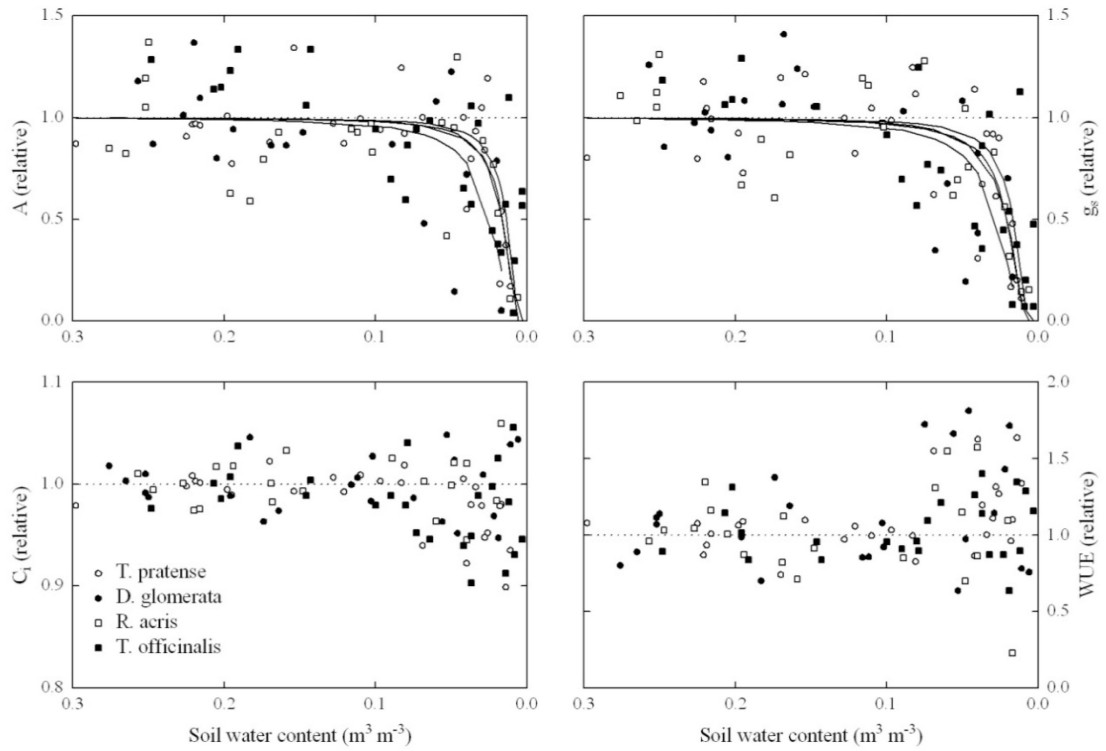 1.5
1.0
0.5
0.0
A (relative)
0.3 0.2 0.1 0.0
1.5
1.0
0.5
0.0
gs (relative)
0.3 0.2 0.1 0.0
1.1
1.0
0.9
0.8
Ci (relative)
T. pratense
D. glomerata
R. acris
T. officinalis
0.3 0.2 0.1 0.0
Soil water content (m³ m⁻³)
2.0
1.5
1.0
0.5
0.0
WUE (relative)
0.3 0.2 0.1 0.0
Soil water content (m³ m⁻³)